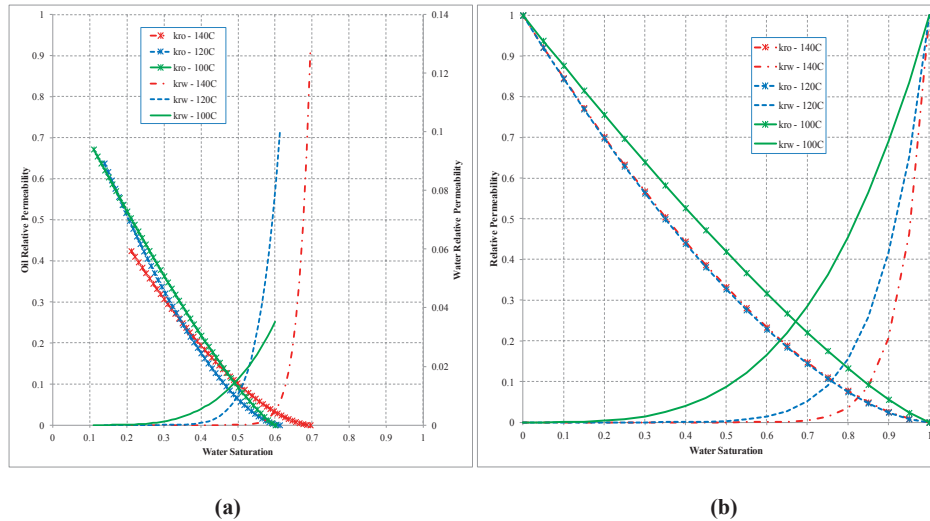 1
0.9
0.8
0.7
0.6
0.5
0.4
0.3
0.2
0.1
0
Oil Relative Permeability
kro - 140C
kro - 120C
kro - 100C
krw - 140C
krw - 120C
krw - 100C
0.14
0.12
0.1
0.08
0.06
0.04
0.02
0
Water Relative Permeability
0 0.1 0.2 0.3 0.4 0.5 0.6 0.7 0.8 0.9 1
Water Saturation
(a)
1
0.9
0.8
0.7
0.6
0.5
0.4
0.3
0.2
0.1
0
Relative Permeability
kro - 140C
krw - 140C
kro - 120C
krw - 120C
kro - 100C
krw - 100C
0 0.1 0.2 0.3 0.4 0.5 0.6 0.7 0.8 0.9 1
Water Saturation
(b)